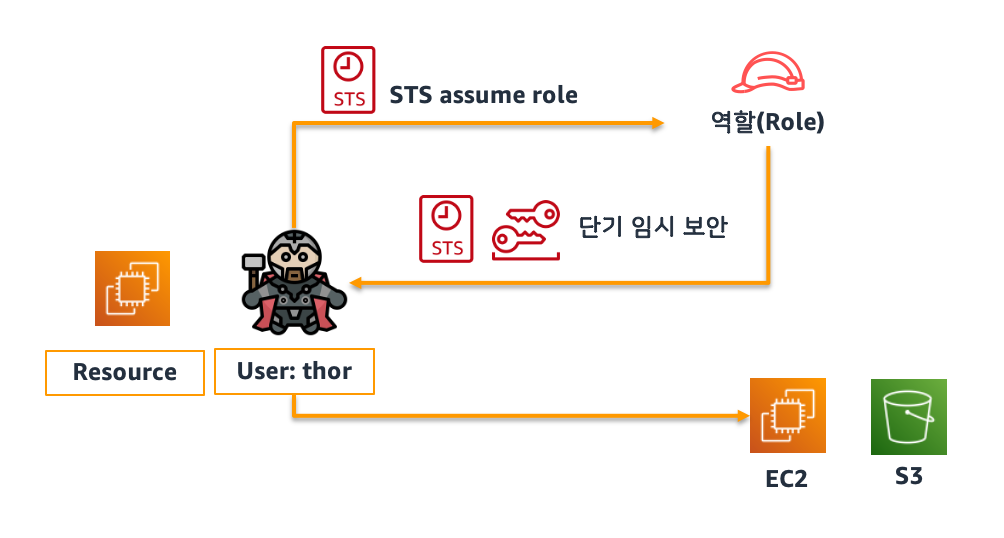 STS
STS assume role
역할(Role)
STS
단기 임시 보안
Resource
User: thor
EC2
S3